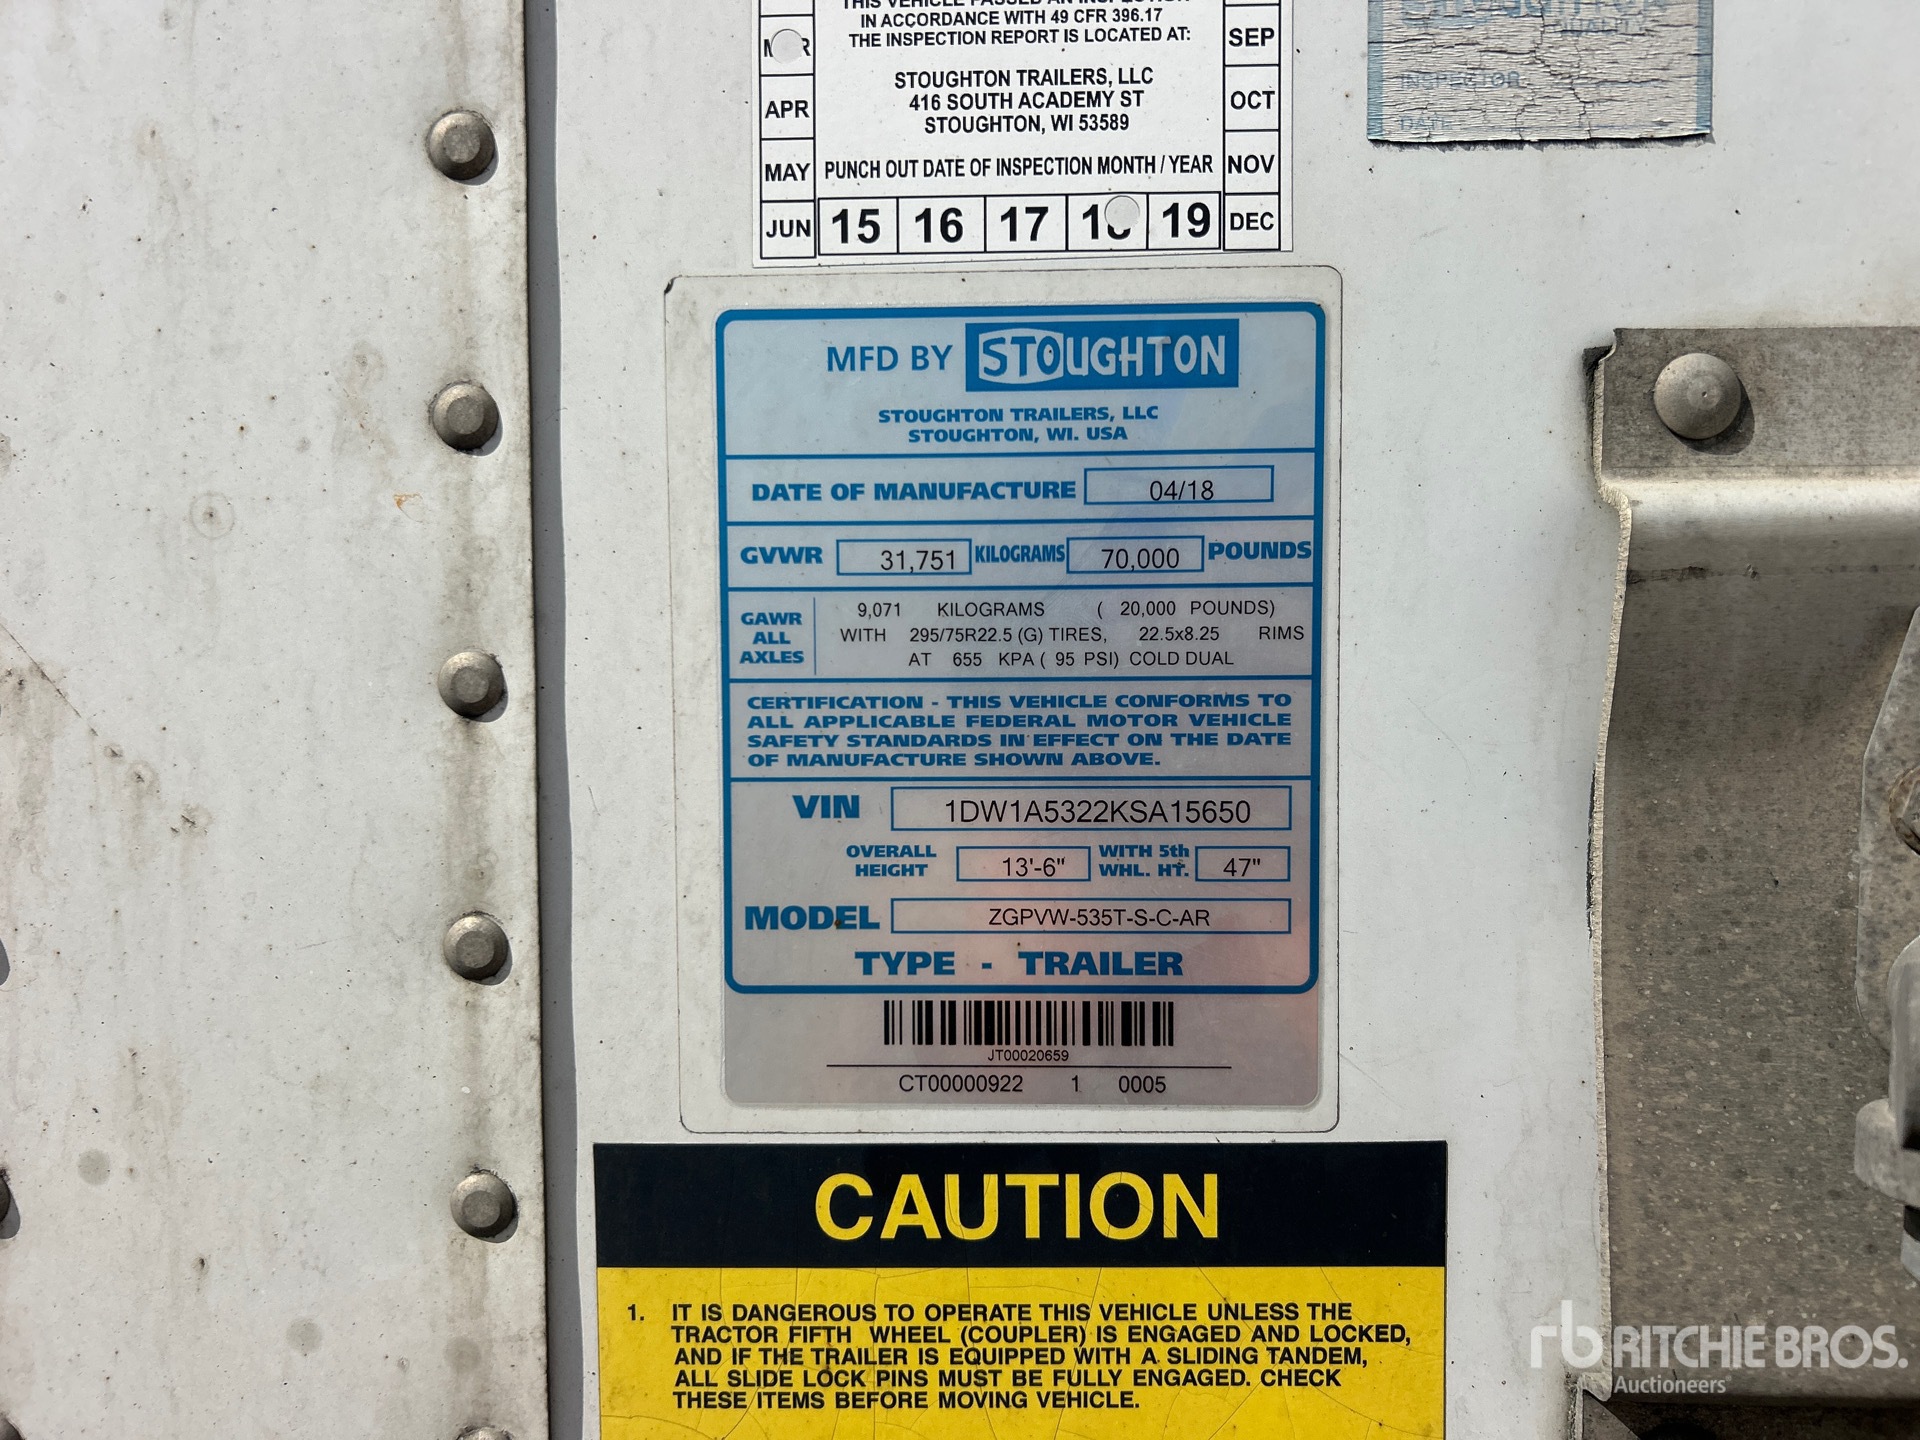 THIS VEHICLE PASSED AN INSPECTION
IN ACCORDANCE WITH 49 CFR 396.17
THE INSPECTION REPORT IS LOCATED AT:
SEP
STOUGHTON TRAILERS, LLC
APR
416 SOUTH ACADEMY ST
OCT
STOUGHTON, WI 53589
MAY
PUNCH OUT DATE OF INSPECTION MONTH / YEAR
NOV
JUN
15 16 17 19
DEC
QUALITY
INSPECTOR
DATE
MFD BY STOUGHTON
STOUGHTON TRAILERS, LLC
STOUGHTON, WI. USA
DATE OF MANUFACTURE 04/18
GVWR 31,751 KILOGRAMS 70,000 POUNDS
GAWR
ALL
AXLES
9,071 KILOGRAMS ( 20,000 POUNDS)
WITH 295/75R22.5 (G) TIRES, 22.5x8.25 RIMS
AT 655 KPA ( 95 PSI) COLD DUAL
CERTIFICATION - THIS VEHICLE CONFORMS TO
ALL APPLICABLE FEDERAL MOTOR VEHICLE
SAFETY STANDARDS IN EFFECT ON THE DATE
OF MANUFACTURE SHOWN ABOVE.
VIN 1DW1A5322KSA15650
OVERALL
HEIGHT
13'-6"
WITH 5th
WHL. HT.
47"
MODEL ZGPVW-535T-S-C-AR
TYPE - TRAILER
JT00020659
CT00000922 1 0005
CAUTION
1. IT IS DANGEROUS TO OPERATE THIS VEHICLE UNLESS THE
TRACTOR FIFTH WHEEL (COUPLER) IS ENGAGED AND LOCKED,
AND IF THE TRAILER IS EQUIPPED WITH A SLIDING TANDEM,
ALL SLIDE LOCK PINS MUST BE FULLY ENGAGED. CHECK
THESE ITEMS BEFORE MOVING VEHICLE.
rb RITCHIE BROS.
Auctioneers